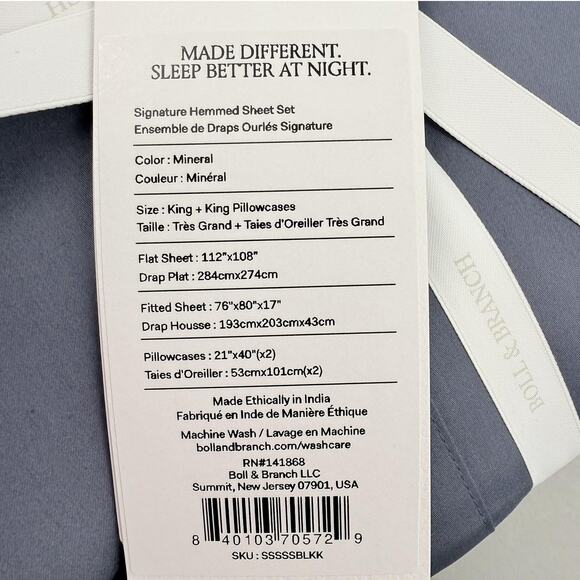 MADE DIFFERENT.
SLEEP BETTER AT NIGHT.
Signature Hemmed Sheet Set
Ensemble de Draps Ourlés Signature
Color : Mineral
Couleur : Minéral
Size : King + King Pillowcases
Taille : Très Grand + Taies d'Oreiller Très Grand
Flat Sheet : 112"x108"
Drap Plat : 284cmx274cm
Fitted Sheet : 76"x80"x17"
Drap Housse : 193cmx203cmx43cm
Pillowcases : 21"x40"(x2)
Taies d'Oreiller : 53cmx101cm(x2)
Made Ethically in India
Fabriqué en Inde de Manière Éthique
Machine Wash / Lavage en Machine
bollandbranch.com/washcare
RN#141868
Boll & Branch LLC
Summit, New Jersey 07901, USA
8 40103 70572 9
SKU : SSSSSBLKK
BOLL & BRANCH